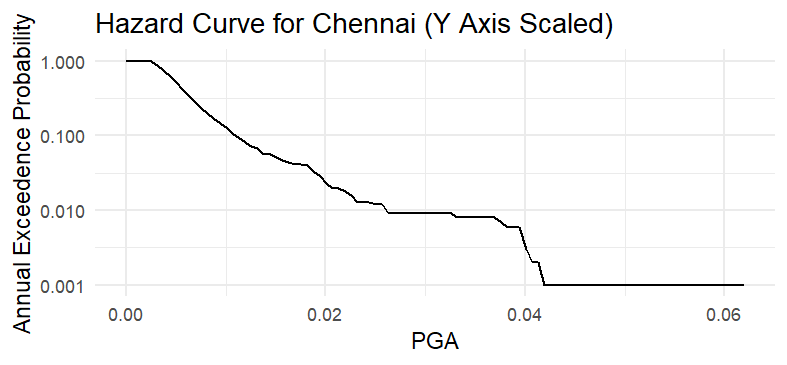 Hazard Curve for Chennai (Y Axis Scaled)
Annual Exceedence Probability
1.000
0.100
0.010
0.001
0.00 0.02 0.04 0.06
PGA